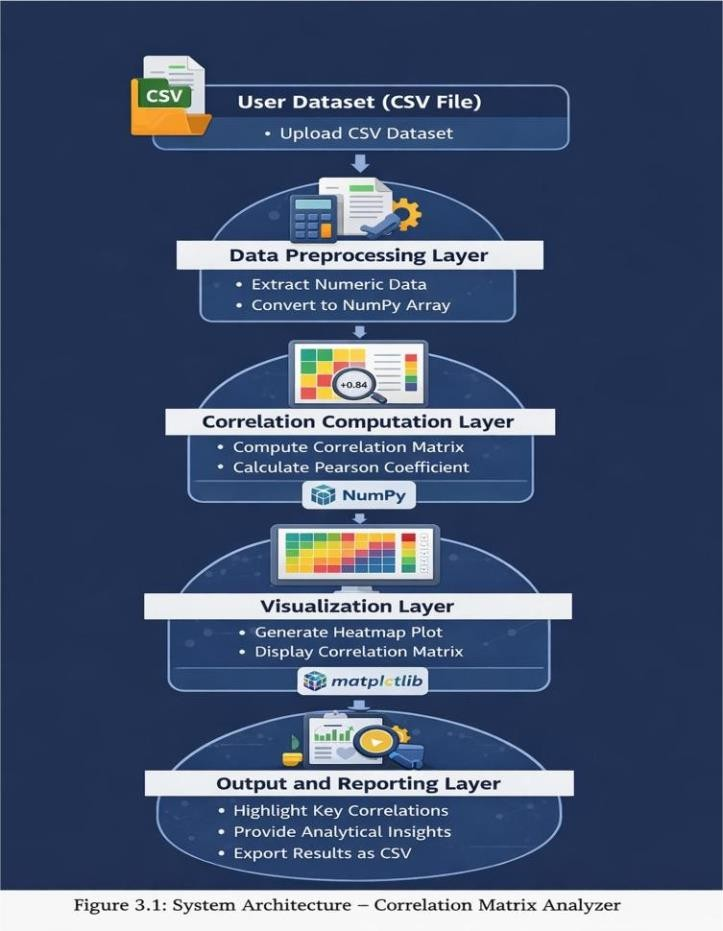 CSV
User Dataset (CSV File)
• Upload CSV Dataset
Data Preprocessing Layer
• Extract Numeric Data
• Convert to NumPy Array
+0.84
Correlation Computation Layer
• Compute Correlation Matrix
• Calculate Pearson Coefficient
NumPy
Visualization Layer
• Generate Heatmap Plot
• Display Correlation Matrix
matplctlib
Output and Reporting Layer
• Highlight Key Correlations
• Provide Analytical Insights
• Export Results as CSV
Figure 3.1: System Architecture – Correlation Matrix Analyzer